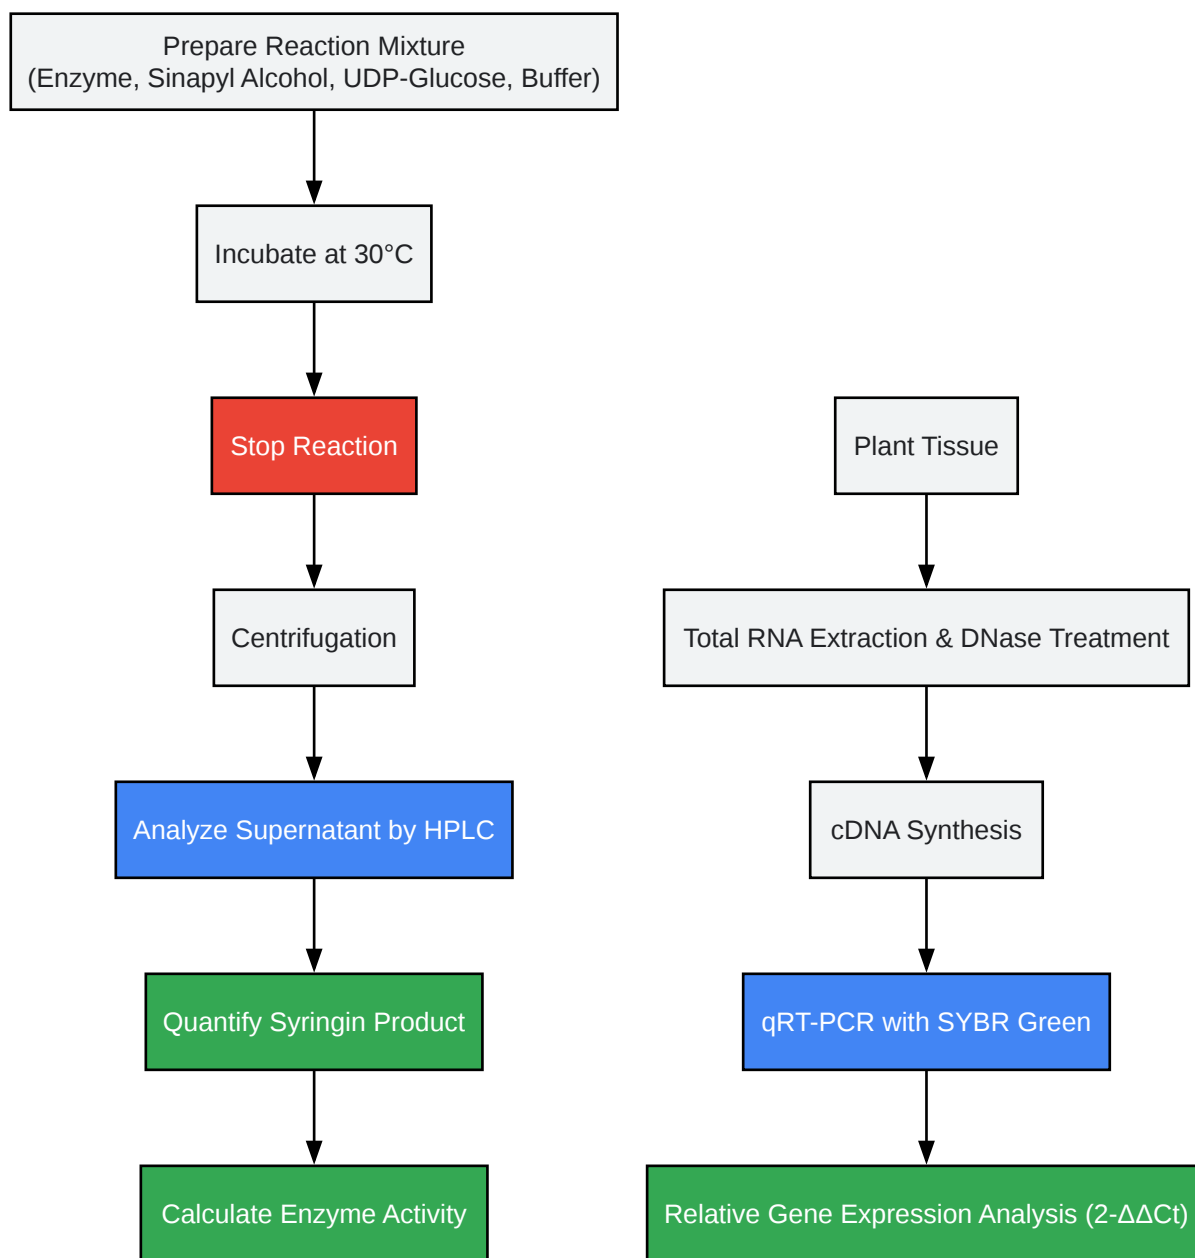 Prepare Reaction Mixture
(Enzyme, Sinapyl Alcohol, UDP-Glucose, Buffer)
Incubate at 30°C
Stop Reaction
Centrifugation
Analyze Supernatant by HPLC
Quantify Syringin Product
Calculate Enzyme Activity
Plant Tissue
Total RNA Extraction & DNase Treatment
cDNA Synthesis
qRT-PCR with SYBR Green
Relative Gene Expression Analysis (2-ΔΔCt)